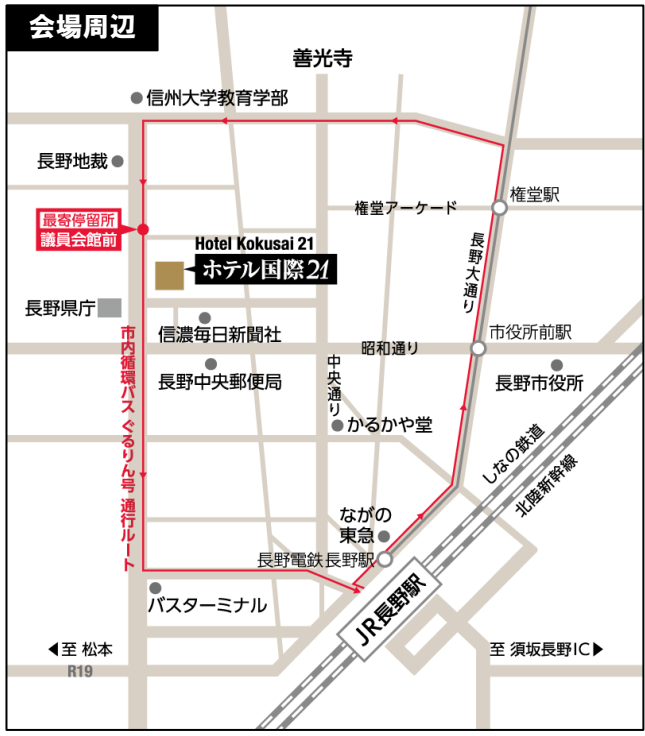 会場周辺
善光寺
信州大学教育学部
長野地裁
権堂駅
権堂アーケード
最寄停留所
議員会館前
Hotel Kokusai 21
ホテル国際21
長野大通り
長野県庁
信濃毎日新聞社
市役所前駅
昭和通り
長野中央郵便局
中央通り
長野市役所
市内循環バス ぐるりん号 通行ルート
かるかや堂
しなの鉄道
北陸新幹線
ながの
東急
長野電鉄長野駅
JR長野駅
バスターミナル
至 松本
R19
至 須坂長野IC